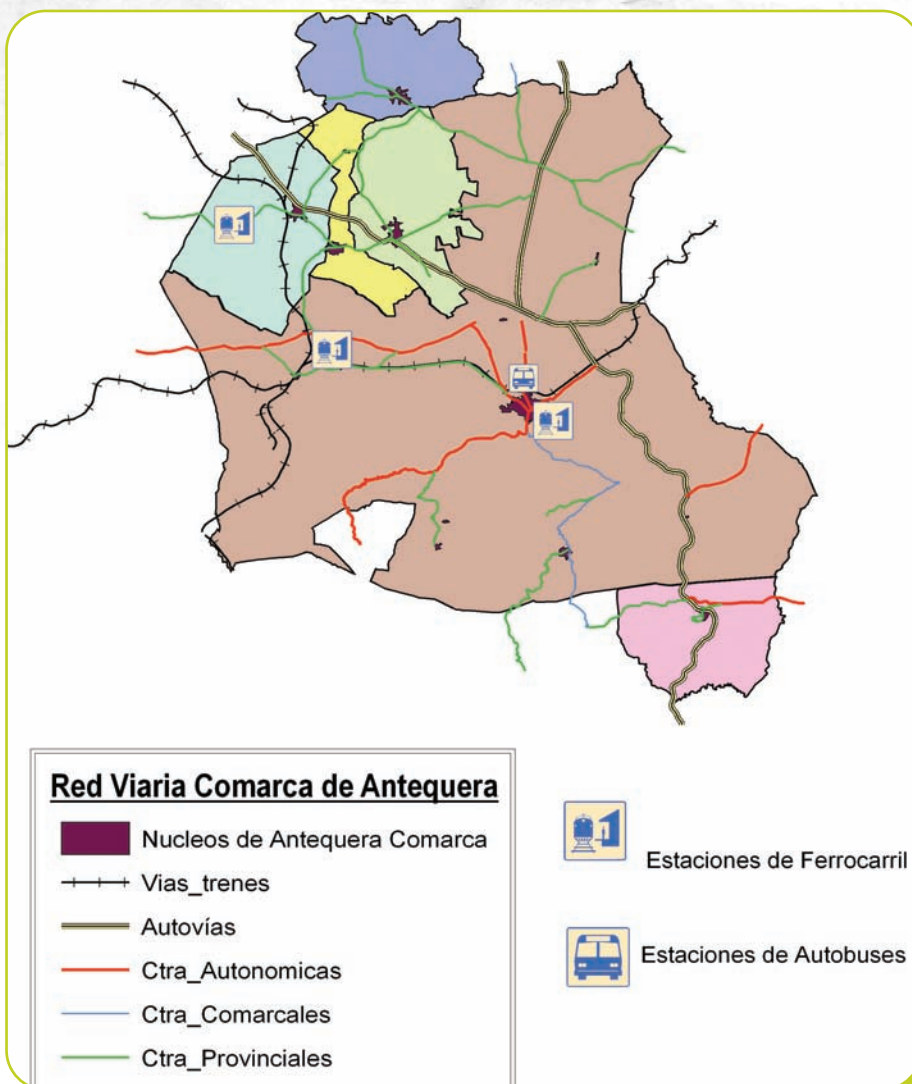 Red Viaria Comarca de Antequera
Nucleos de Antequera Comarca
Vias_trenes
Autovías
Ctra_Autonomicas
Ctra_Comarcales
Ctra_Provinciales
Estaciones de Ferrocarril
Estaciones de Autobuses